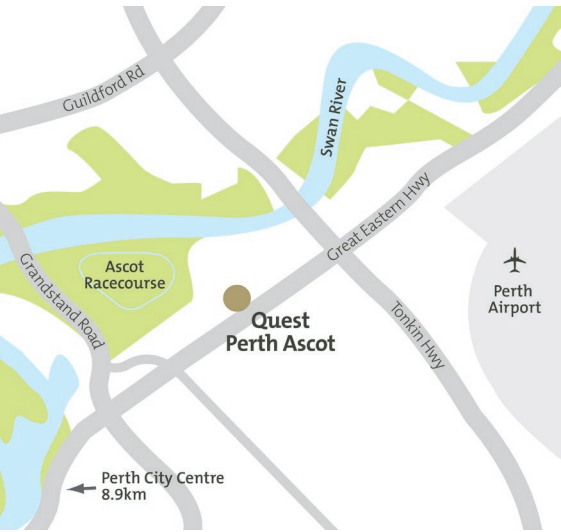 Guildford Rd
Swan River
Great Eastern Hwy
Ascot
Racecourse
Grandstand Road
Perth
Airport
Quest
Perth Ascot
Tonkin Hwy
Perth City Centre
8.9km